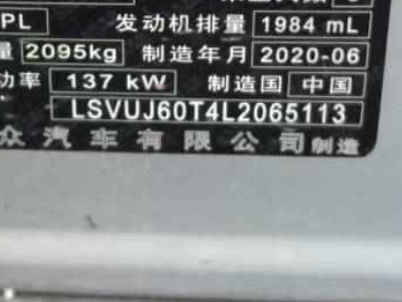 PL 发动机排量 1984 mL
量 2095kg 制造年月 2020-06
功率 137 kW 制造国 中国
LSVUJ60T4L2065113
众汽车有限公司制造